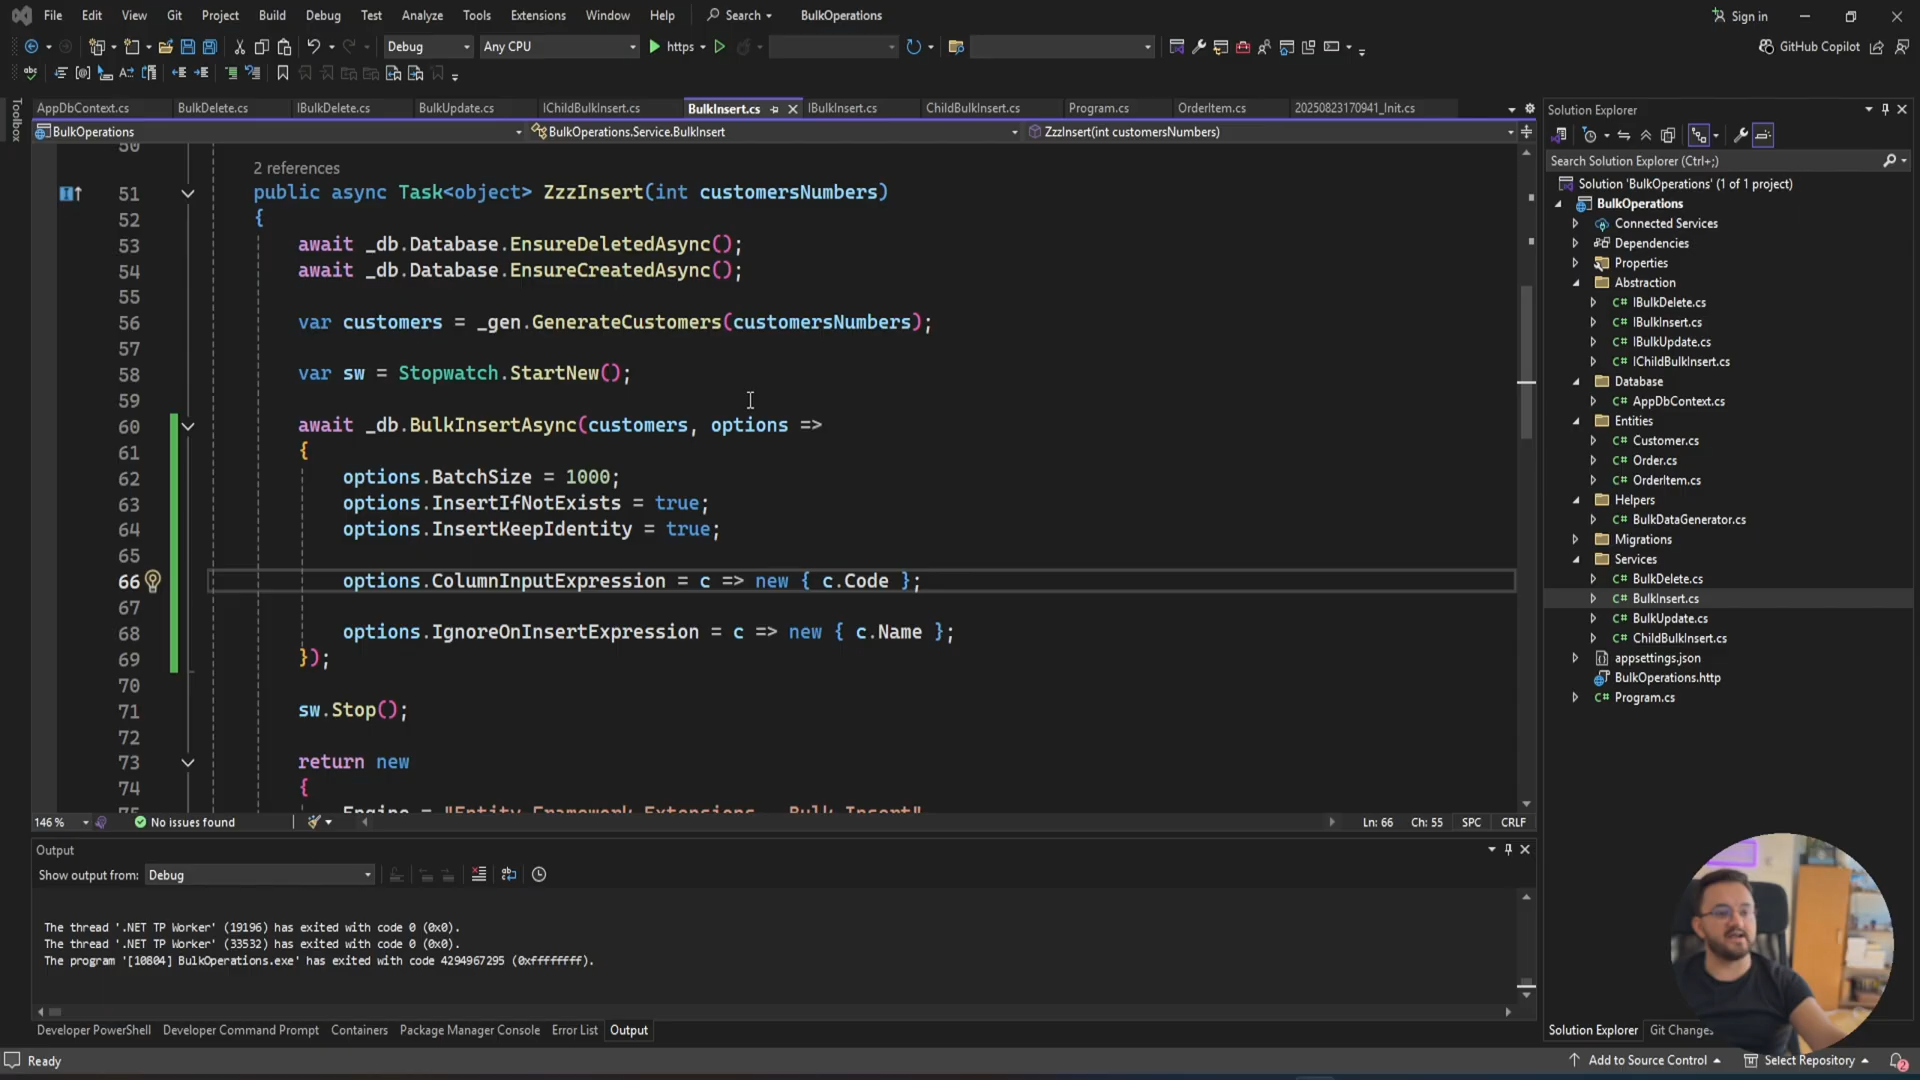 File Edit View Git Project Build Debug Test Analyze Tools Extensions Window Help Search BulkOperations Sign in
Debug Any CPU https GitHub Copilot
AppDbContext.cs BulkDelete.cs IBulkDelete.cs BulkUpdate.cs IChildBulkInsert.cs BulkInsert.cs IBulkInsert.cs ChildBulkInsert.cs Program.cs OrderItem.cs 20250823170941_Init.cs
Toolbox
BulkOperations BulkOperations.Service.BulkInsert ZzzInsert(int customersNumbers)
50
2 references
51 public async Task<object> ZzzInsert(int customersNumbers)
52 {
53 await _db.Database.EnsureDeletedAsync();
54 await _db.Database.EnsureCreatedAsync();
55
56 var customers = _gen.GenerateCustomers(customersNumbers);
57
58 var sw = Stopwatch.StartNew();
59
60 await _db.BulkInsertAsync(customers, options =>
61 {
62 options.BatchSize = 1000;
63 options.InsertIfNotExists = true;
64 options.InsertKeepIdentity = true;
65
66 options.ColumnInputExpression = c => new { c.Code };
67
68 options.IgnoreOnInsertExpression = c => new { c.Name };
69 });
70
71 sw.Stop();
72
73 return new
74 {
75 Engine = "Entity Framework Extensions - Bulk Insert"
146 % No issues found Ln: 66 Ch: 55 SPC CRLF
Output
Show output from: Debug
The thread '.NET TP Worker' (19196) has exited with code 0 (0x0).
The thread '.NET TP Worker' (33532) has exited with code 0 (0x0).
The program '[10804] BulkOperations.exe' has exited with code 4294967295 (0xffffffff).
Developer PowerShell Developer Command Prompt Containers Package Manager Console Error List Output
Solution Explorer
Search Solution Explorer (Ctrl+;)
Solution 'BulkOperations' (1 of 1 project)
BulkOperations
Connected Services
Dependencies
Properties
Abstraction
C# IBulkDelete.cs
C# IBulkInsert.cs
C# IBulkUpdate.cs
C# IChildBulkInsert.cs
Database
C# AppDbContext.cs
Entities
C# Customer.cs
C# Order.cs
C# OrderItem.cs
Helpers
C# BulkDataGenerator.cs
Migrations
Services
C# BulkDelete.cs
C# BulkInsert.cs
C# BulkUpdate.cs
C# ChildBulkInsert.cs
appsettings.json
BulkOperations.http
C# Program.cs
Solution Explorer Git Changes
Ready Add to Source Control Select Repository 2